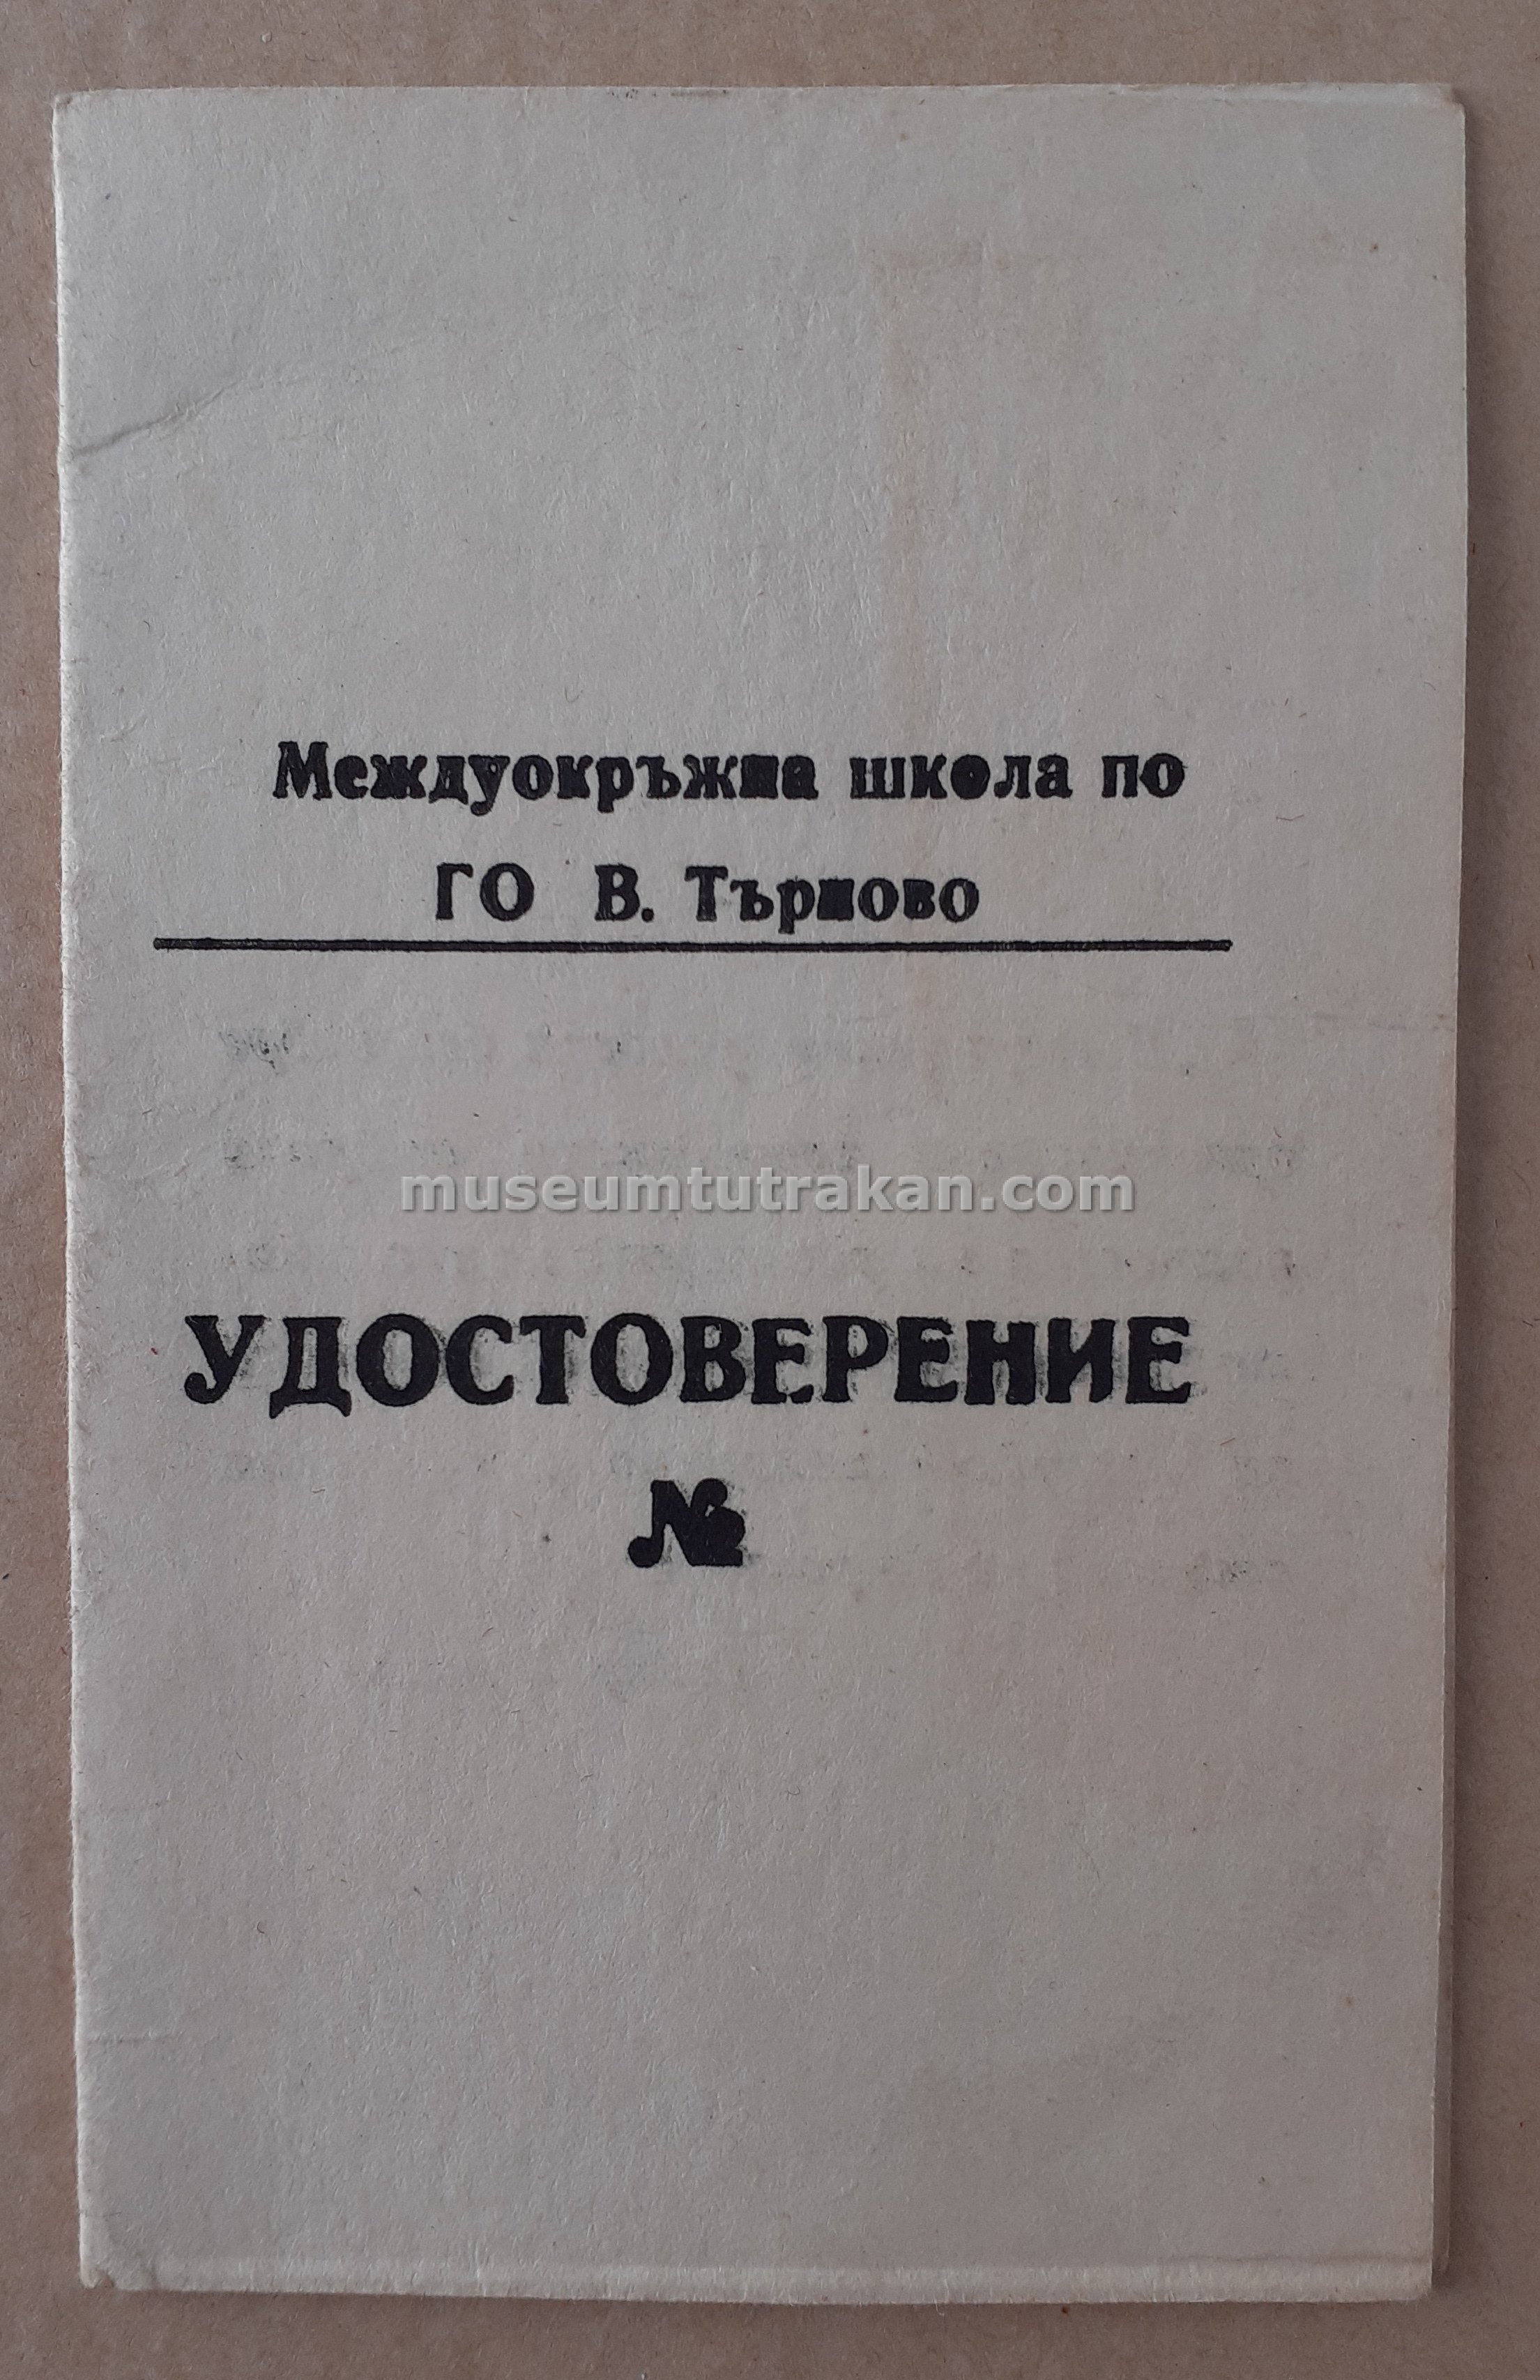 Междуокръжна школа по
ГО В. Търново
museumtutrakan.com
УДОСТОВЕРЕНИЕ
№